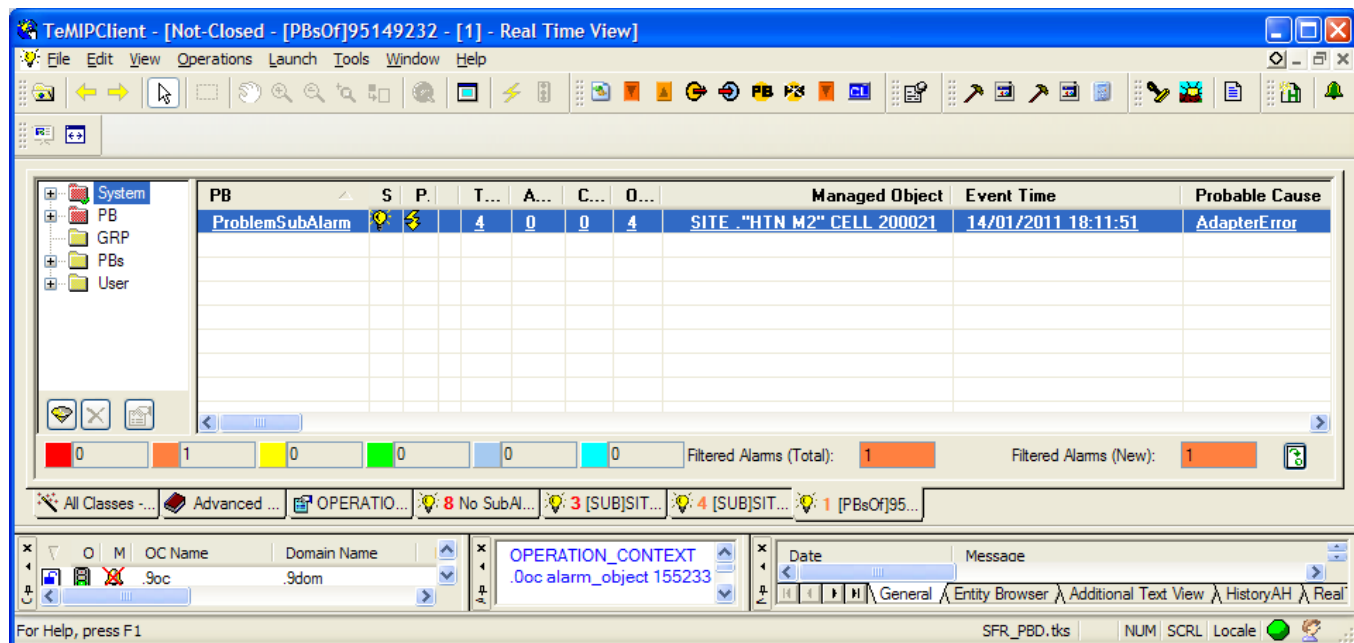 TeMIPClient - [Not-Closed - [PBsOf]95149232 - [1] - Real Time View]
File Edit View Operations Launch Tools Window Help
PB P3 CL
System
PB
GRP
PBs
User
PB S P. T... A... C... O... Managed Object Event Time Probable Cause
ProblemSubAlarm 4 0 0 4 SITE ."HTN M2" CELL 200021 14/01/2011 18:11:51 AdapterError
0 1 0 0 0 0 Filtered Alarms (Total): 1 Filtered Alarms (New): 1
All Classes -... Advanced ... OPERATIO... 8 No SubAl... 3 [SUB]SIT... 4 [SUB]SIT... 1 [PBsOf]95...
O M OC Name Domain Name
.9oc .9dom
OPERATION_CONTEXT
.0oc alarm_object 155233
Date Message
General Entity Browser Additional Text View HistoryAH Real
For Help, press F1 SFR_PBD.tks NUM SCRL Locale